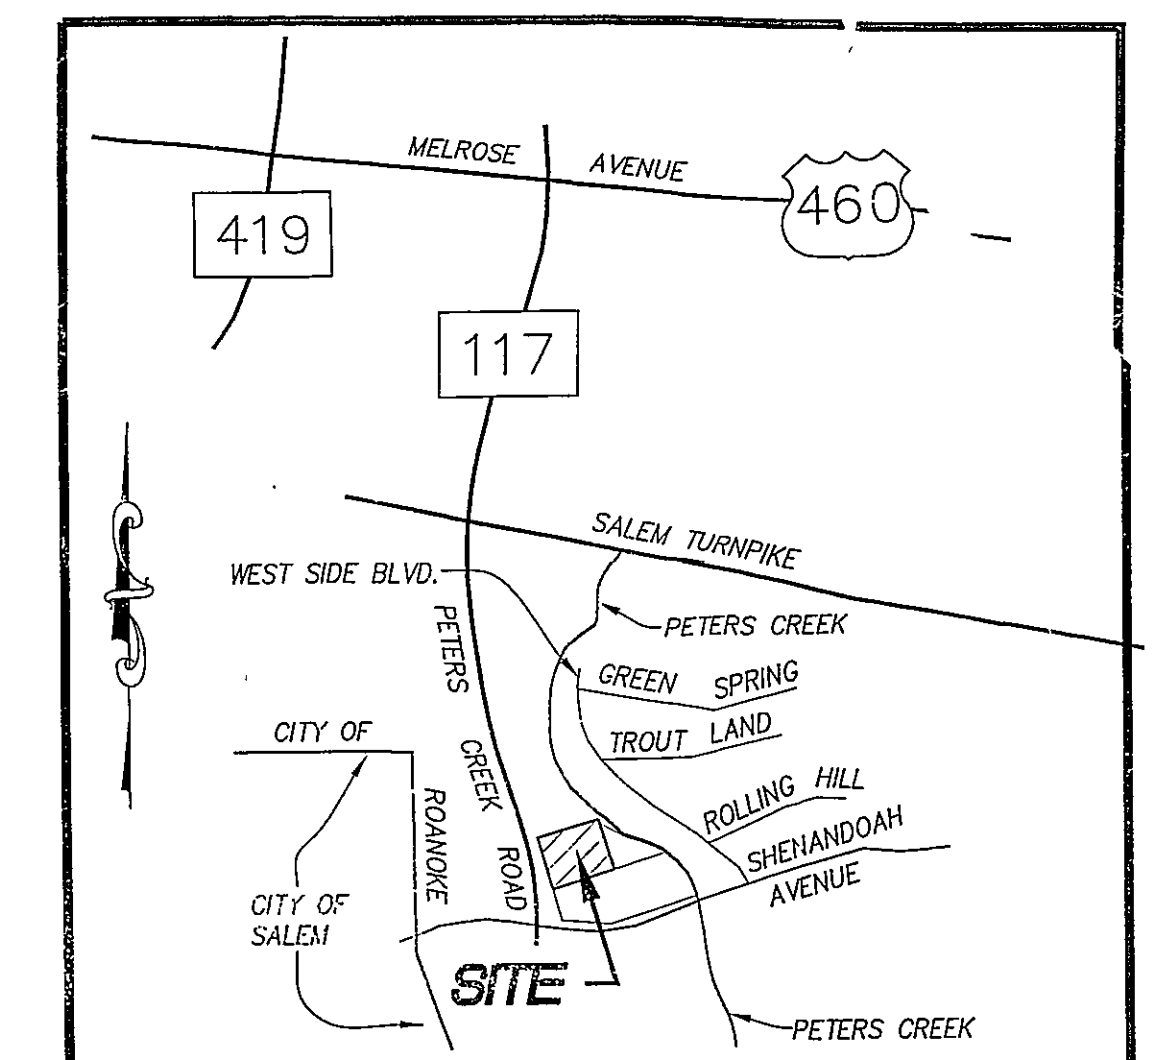 MELROSE AVENUE
460
419
117
SALEM TURNPIKE
WEST SIDE BLVD.
PETERS CREEK
PETERS CREEK ROAD
GREEN SPRING
TROUT LAND
CITY OF ROANOKE
ROLLING HILL
SHENANDOAH
AVENUE
CITY OF
SALEM
SITE
PETERS CREEK